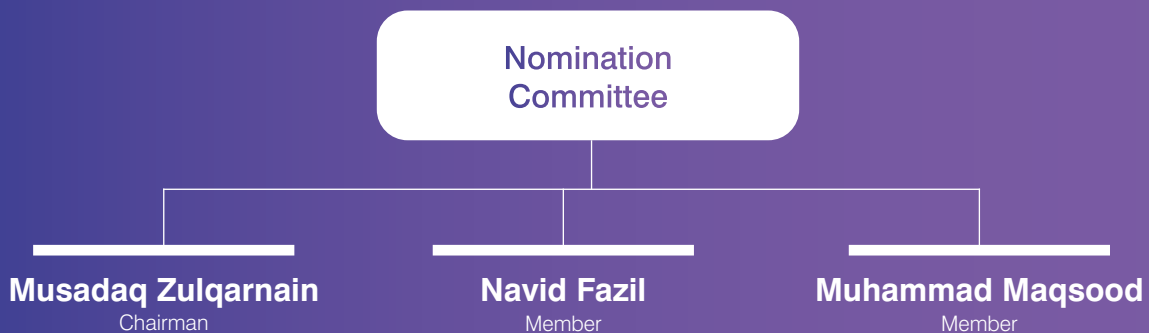 Nomination
Committee
Musadaq Zulqarnain
Chairman
Navid Fazil
Member
Muhammad Maqsood
Member